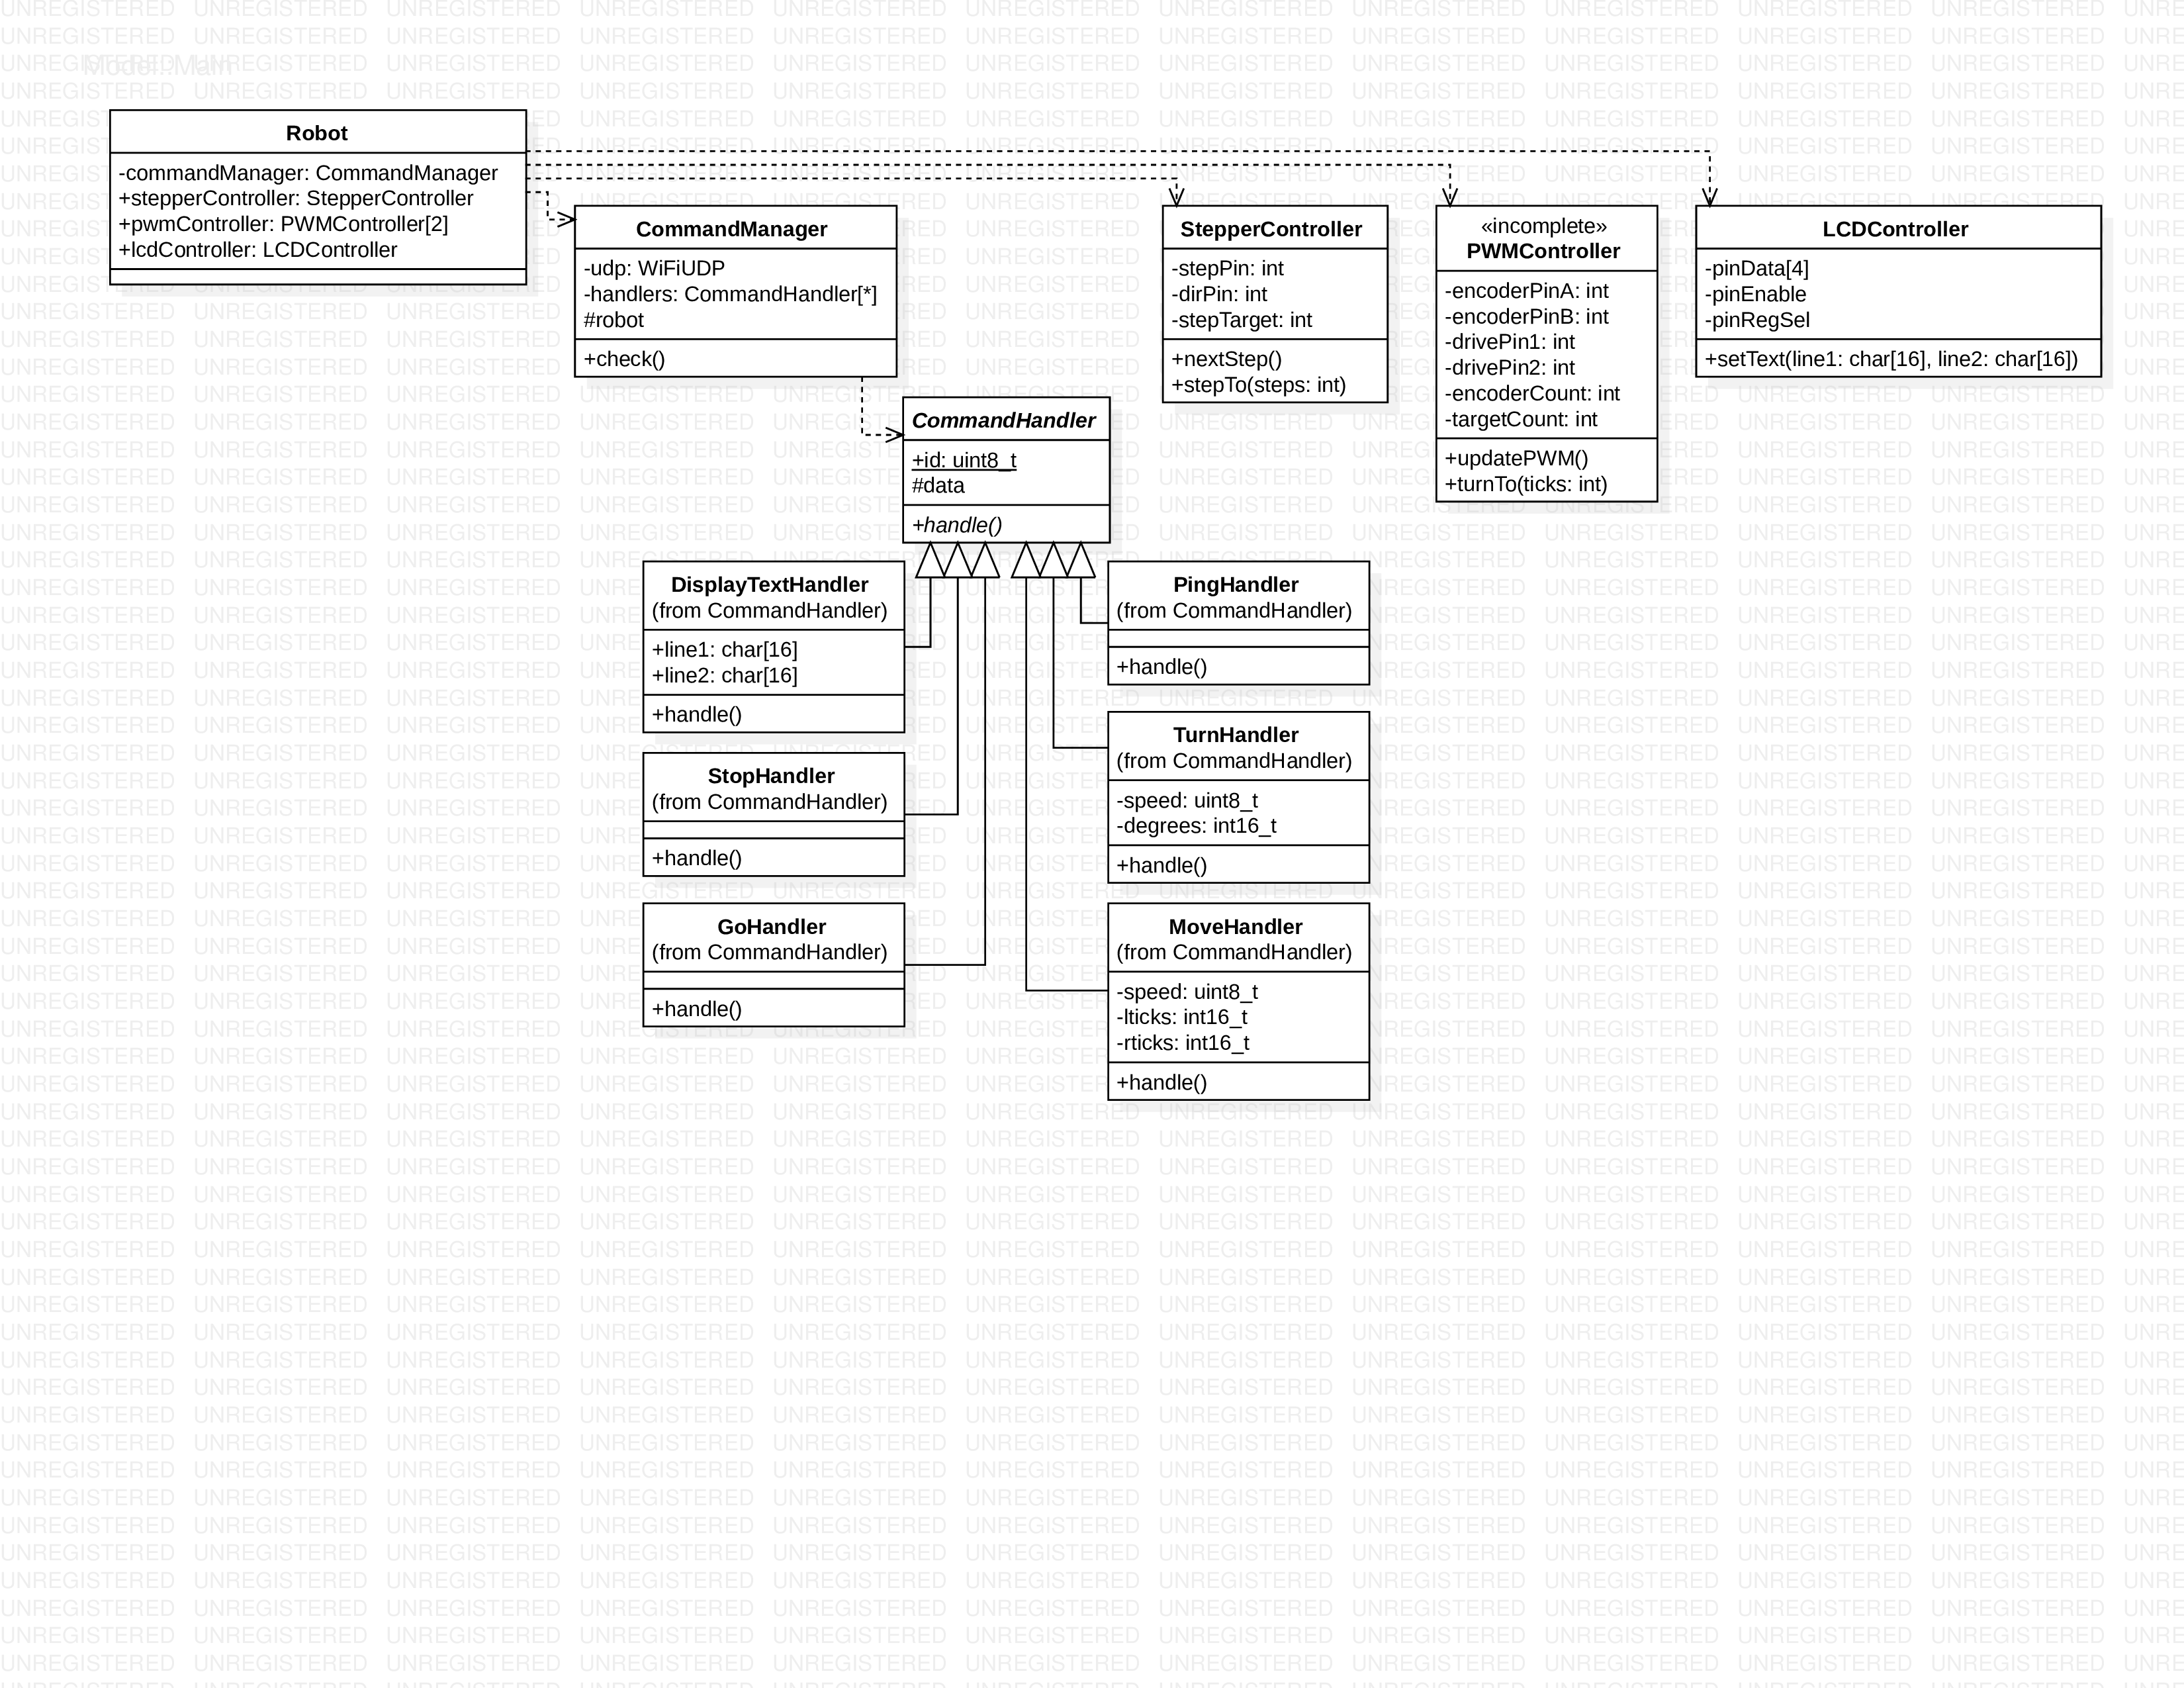 Model::Main
Robot
-commandManager: CommandManager
+stepperController: StepperController
+pwmController: PWMController[2]
+lcdController: LCDController
CommandManager
-udp: WiFiUDP
-handlers: CommandHandler[*]
#robot
+check()
StepperController
-stepPin: int
-dirPin: int
-stepTarget: int
+nextStep()
+stepTo(steps: int)
«incomplete»
PWMController
-encoderPinA: int
-encoderPinB: int
-drivePin1: int
-drivePin2: int
-encoderCount: int
-targetCount: int
+updatePWM()
+turnTo(ticks: int)
LCDController
-pinData[4]
-pinEnable
-pinRegSel
+setText(line1: char[16], line2: char[16])
CommandHandler
+id: uint8_t
#data
+handle()
DisplayTextHandler
(from CommandHandler)
+line1: char[16]
+line2: char[16]
+handle()
StopHandler
(from CommandHandler)
+handle()
GoHandler
(from CommandHandler)
+handle()
PingHandler
(from CommandHandler)
+handle()
TurnHandler
(from CommandHandler)
-speed: uint8_t
-degrees: int16_t
+handle()
MoveHandler
(from CommandHandler)
-speed: uint8_t
-lticks: int16_t
-rticks: int16_t
+handle()
UNREGISTERED